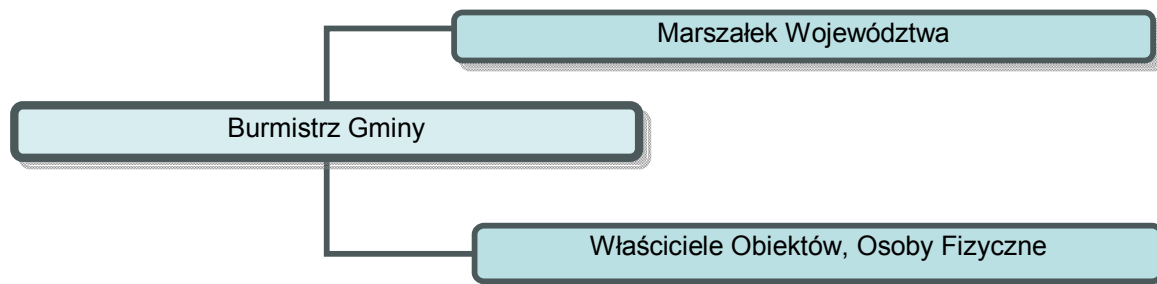 Marszałek Województwa
Burmistrz Gminy
Właściciele Obiektów, Osoby Fizyczne